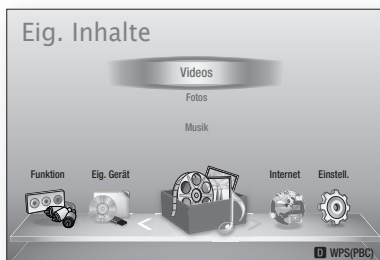 Eig. Inhalte
Videos
Fotos
Musik
Funktion Eig. Gerät Internet Einstell.
D WPS(PBC)